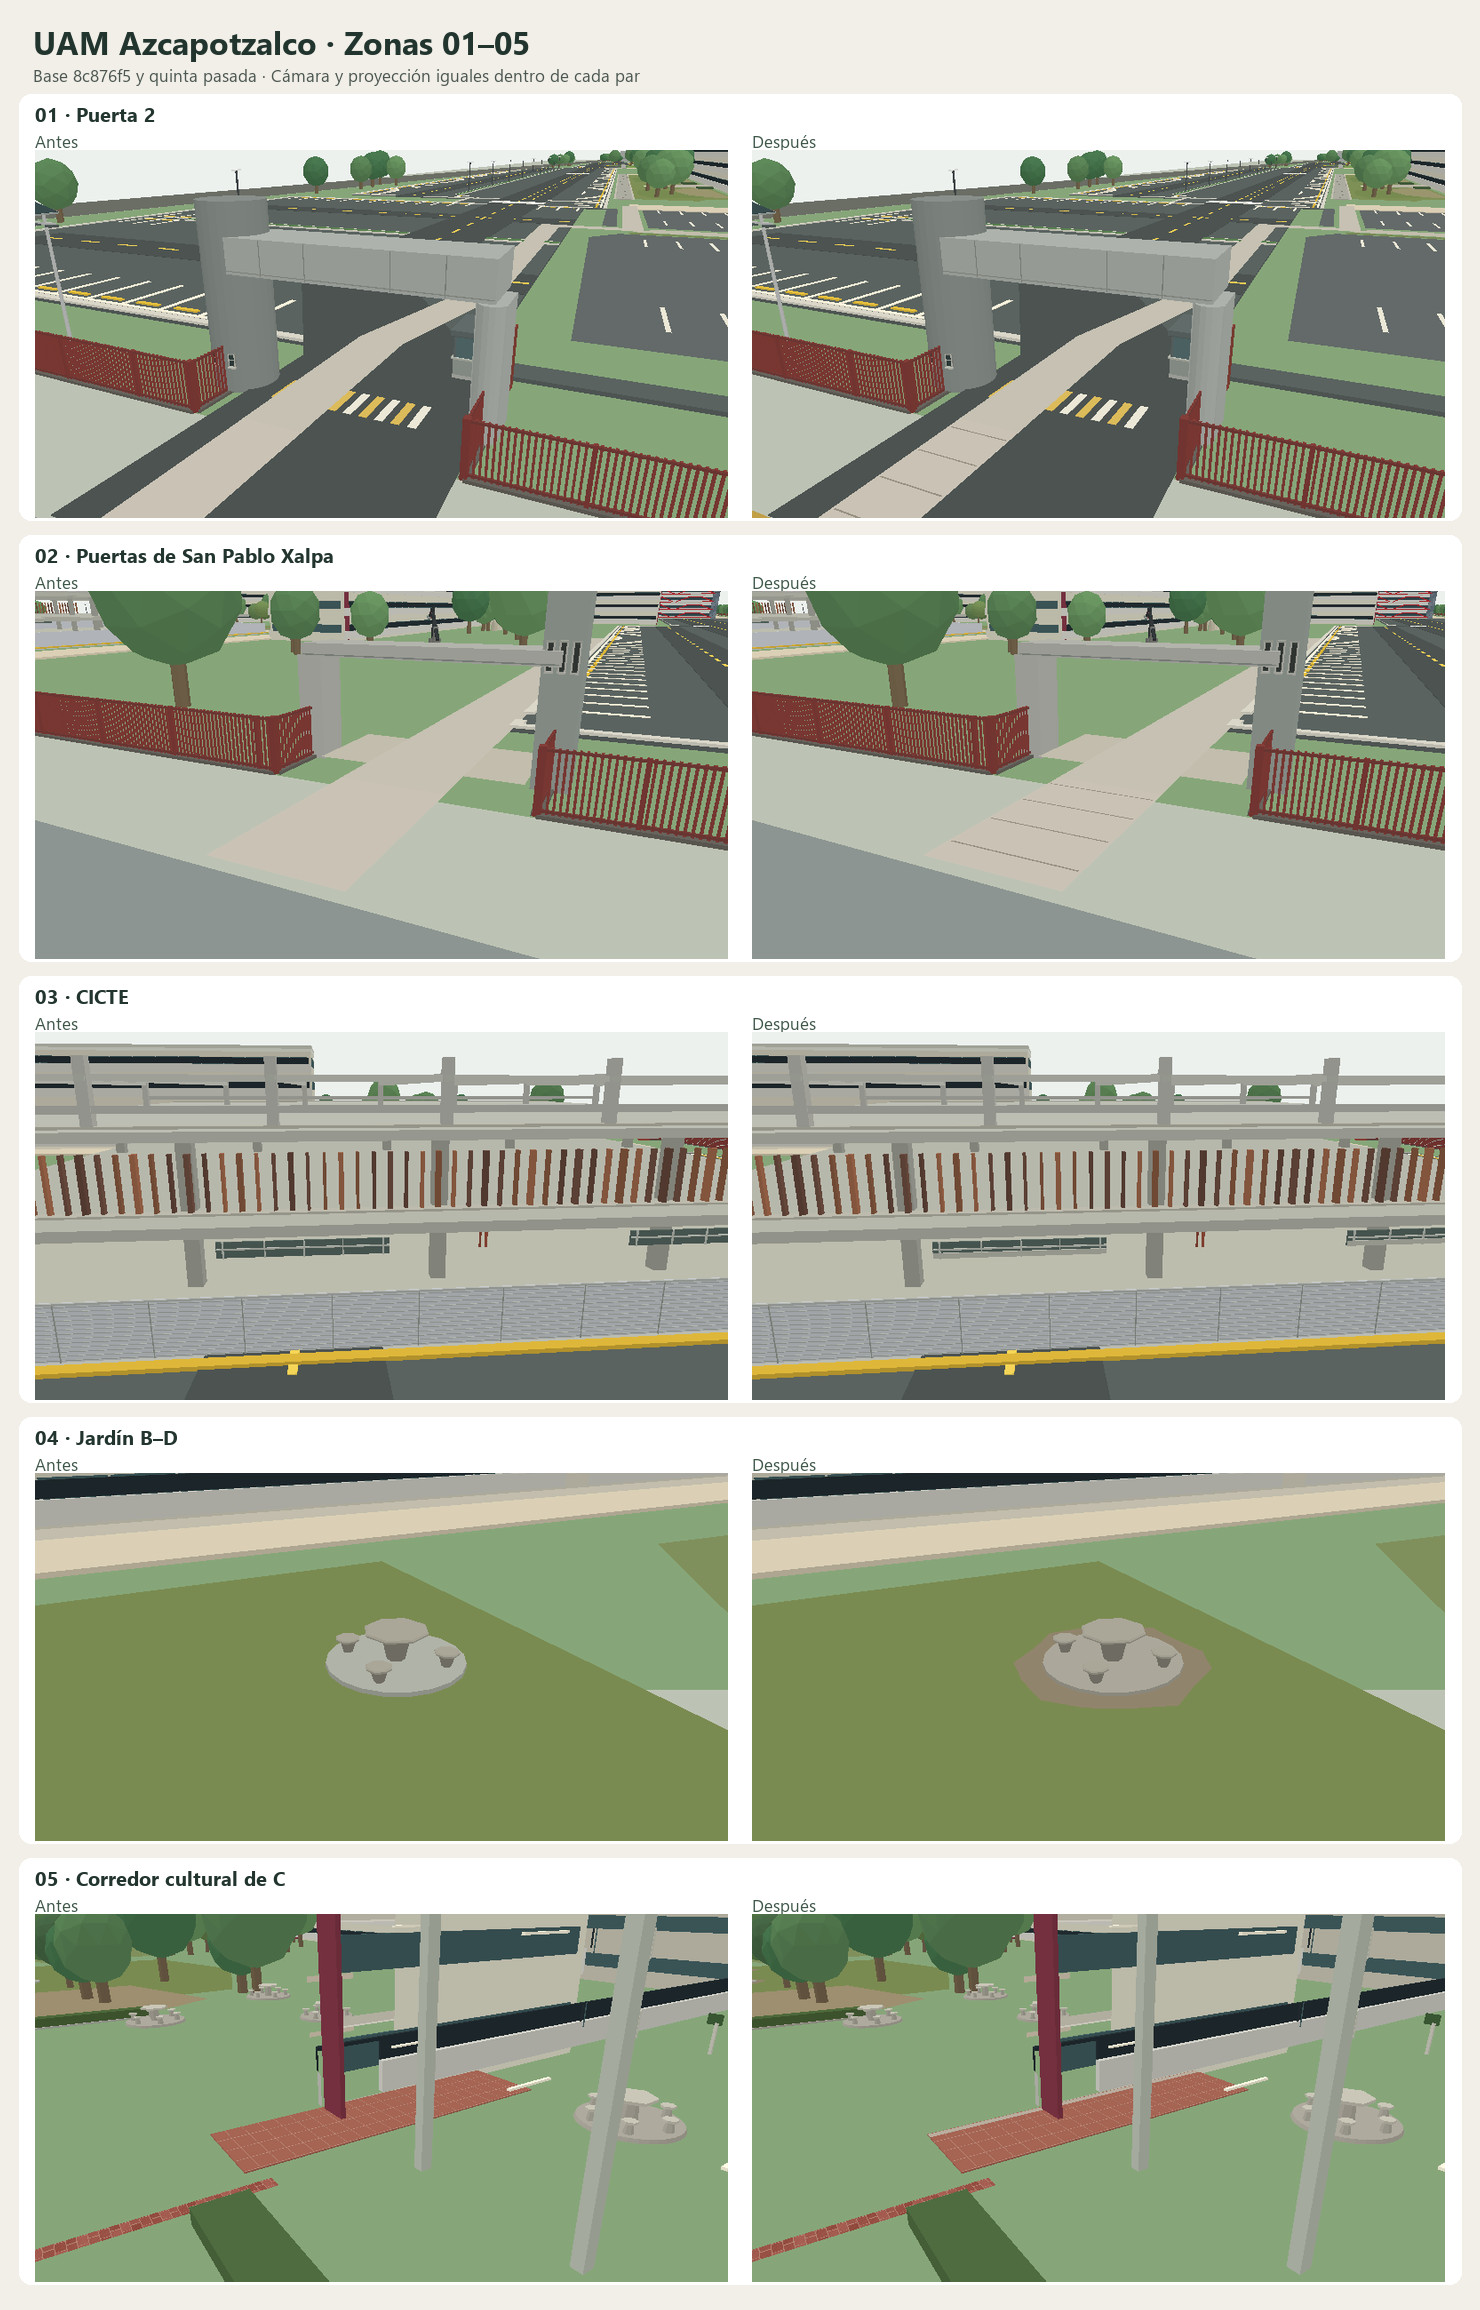 UAM Azcapotzalco · Zonas 01–05
Base 8c876f5 y quinta pasada · Cámara y proyección iguales dentro de cada par
01 · Puerta 2
Antes
Después
02 · Puertas de San Pablo Xalpa
Antes
Después
03 · CICTE
Antes
Después
04 · Jardín B–D
Antes
Después
05 · Corredor cultural de C
Antes
Después